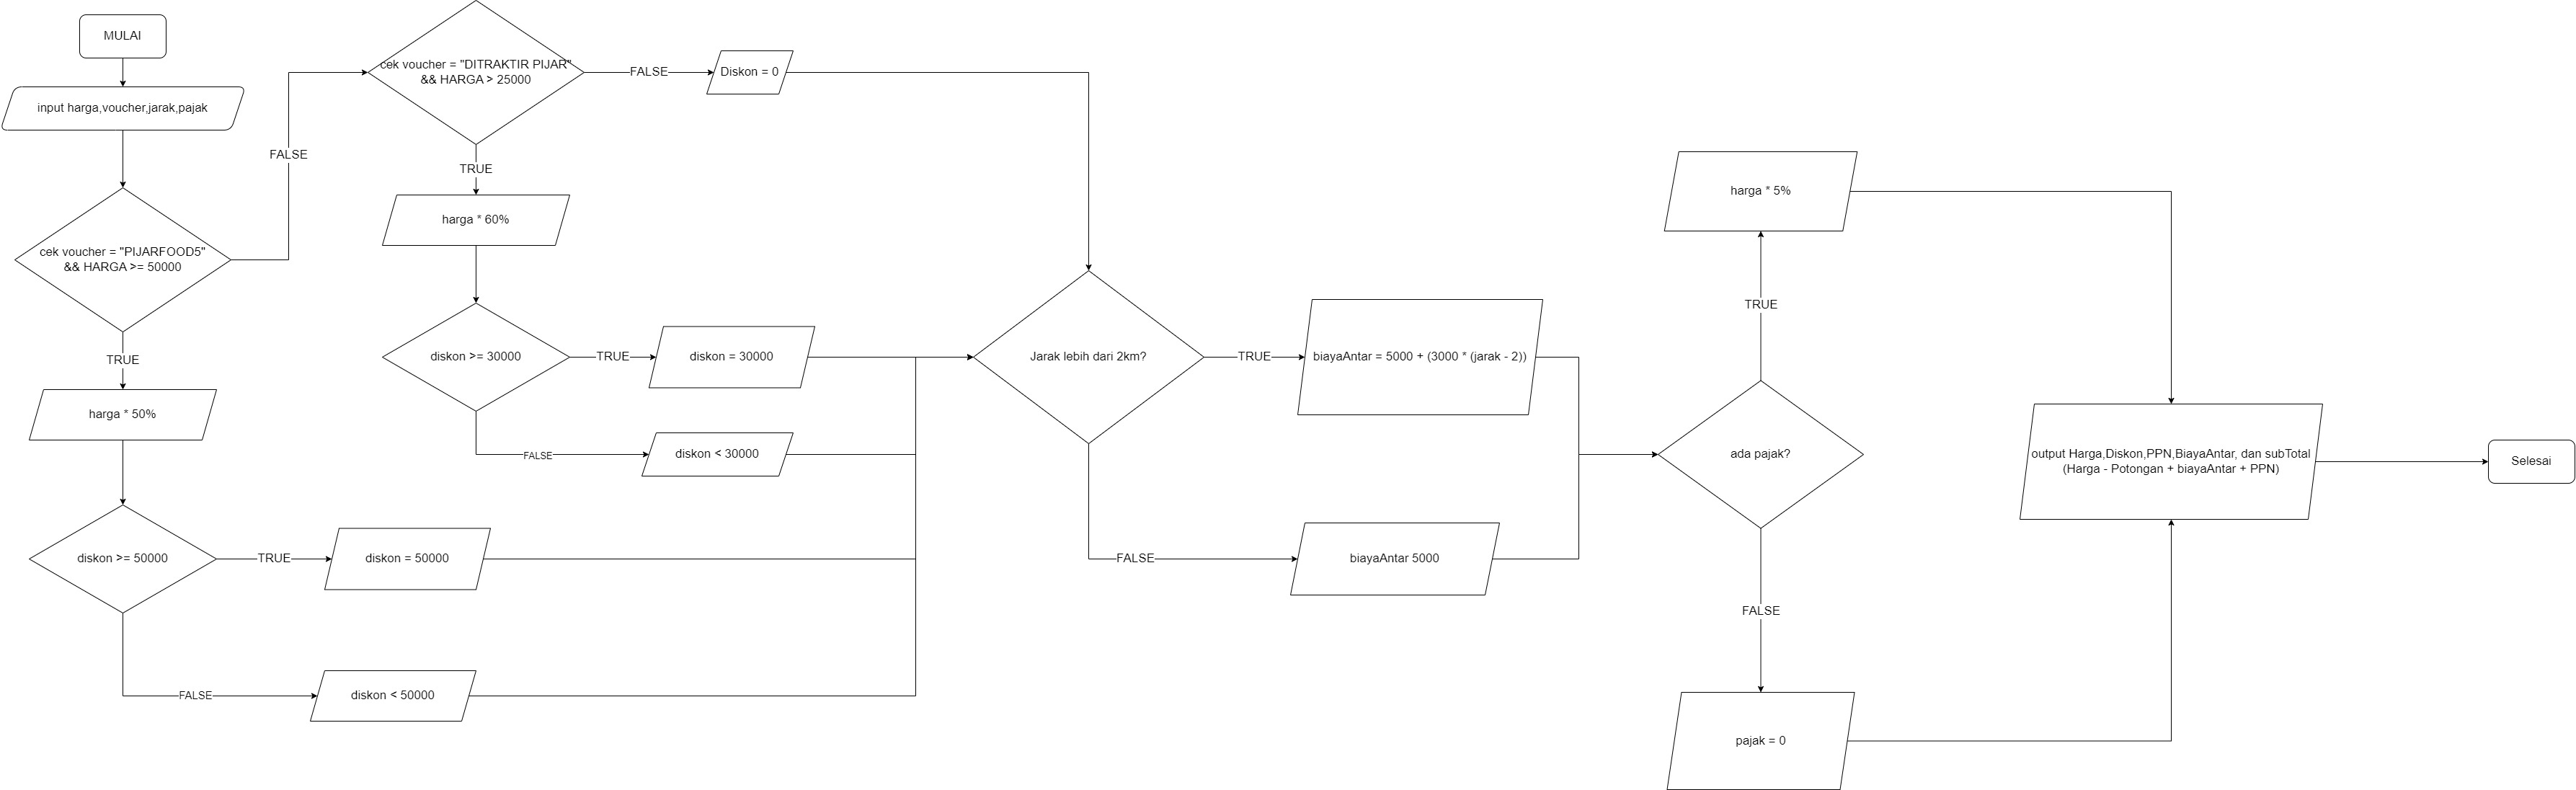 MULAI
input harga,voucher,jarak,pajak
cek voucher = "PIJARFOOD5"
&& HARGA >= 50000
FALSE
TRUE
harga * 50%
diskon >= 50000
TRUE
diskon = 50000
FALSE
diskon < 50000
cek voucher = "DITRAKTIR PIJAR"
&& HARGA > 25000
FALSE
Diskon = 0
TRUE
harga * 60%
diskon >= 30000
TRUE
diskon = 30000
FALSE
diskon < 30000
Jarak lebih dari 2km?
TRUE
biayaAntar = 5000 + (3000 * (jarak - 2))
FALSE
biayaAntar 5000
ada pajak?
TRUE
harga * 5%
FALSE
pajak = 0
output Harga,Diskon,PPN,BiayaAntar, dan subTotal
(Harga - Potongan + biayaAntar + PPN)
Selesai